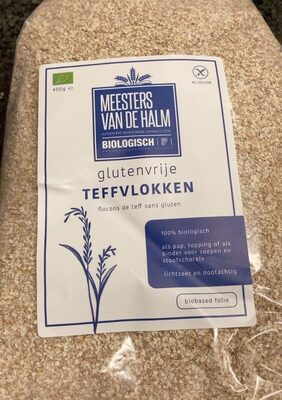 400g e
MEESTERS
VAN DE HALM
BIOLOGISCH
glutenvrije
TEFFVLOKKEN
flocons de teff sans gluten
100% biologisch
als pap, topping of als
binder voor soepen en
stoofschotels
lichtzoet en nootachtig
biobased folie